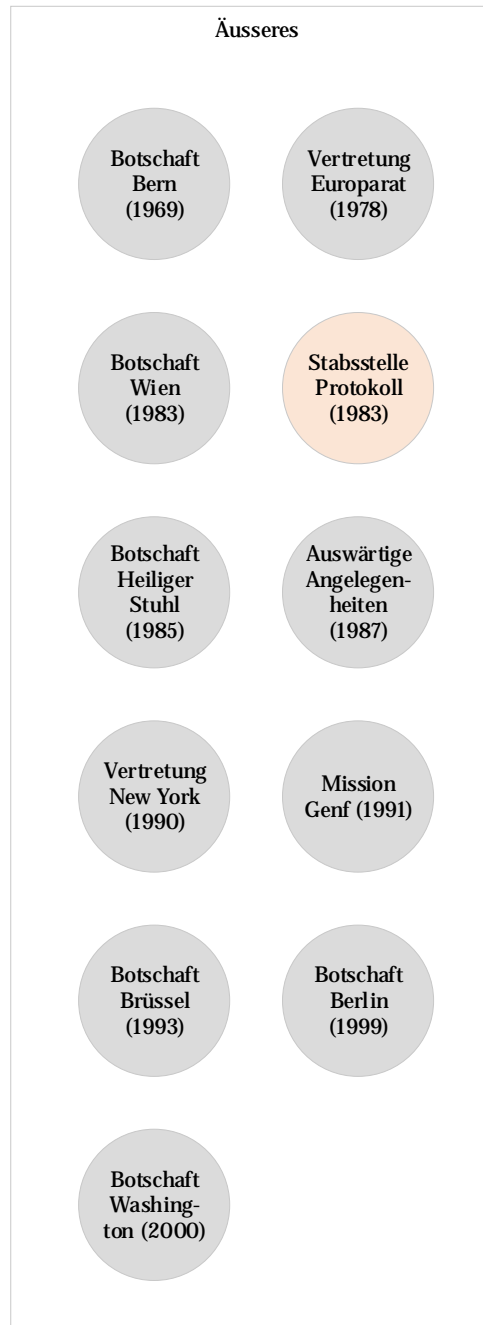 Äusseres
Botschaft
Bern
(1969)
Vertretung
Europarat
(1978)
Botschaft
Wien
(1983)
Stabsstelle
Protokoll
(1983)
Botschaft
Heiliger
Stuhl
(1985)
Auswärtige
Angelegen-
heiten
(1987)
Vertretung
New York
(1990)
Mission
Genf (1991)
Botschaft
Brüssel
(1993)
Botschaft
Berlin
(1999)
Botschaft
Washing-
ton (2000)